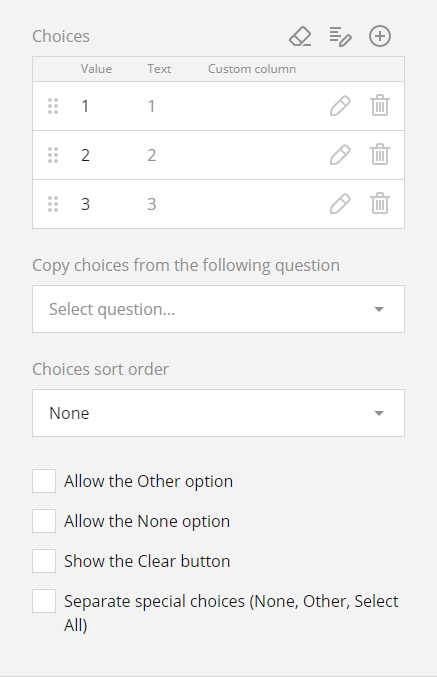 Choices
Value Text Custom column
1 1
2 2
3 3
Copy choices from the following question
Select question...
Choices sort order
None
Allow the Other option
Allow the None option
Show the Clear button
Separate special choices (None, Other, Select
All)